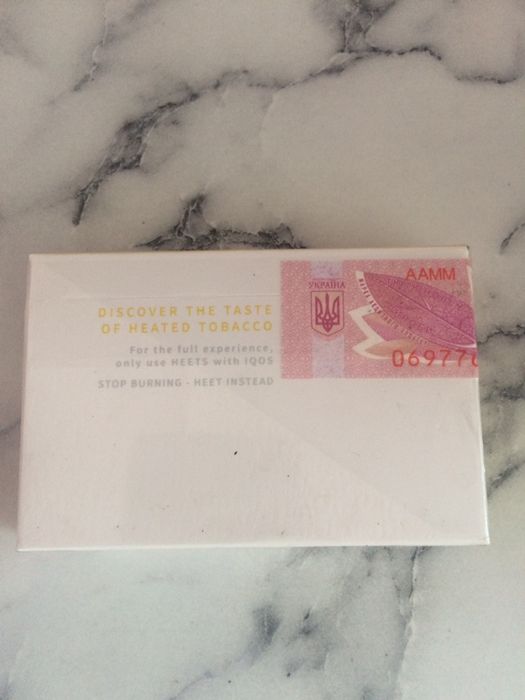 DISCOVER THE TASTE
OF HEATED TOBACCO
For the full experience,
only use HEETS with IQOS
STOP BURNING - HEET INSTEAD
AAMM
УКРАЇНА
06977